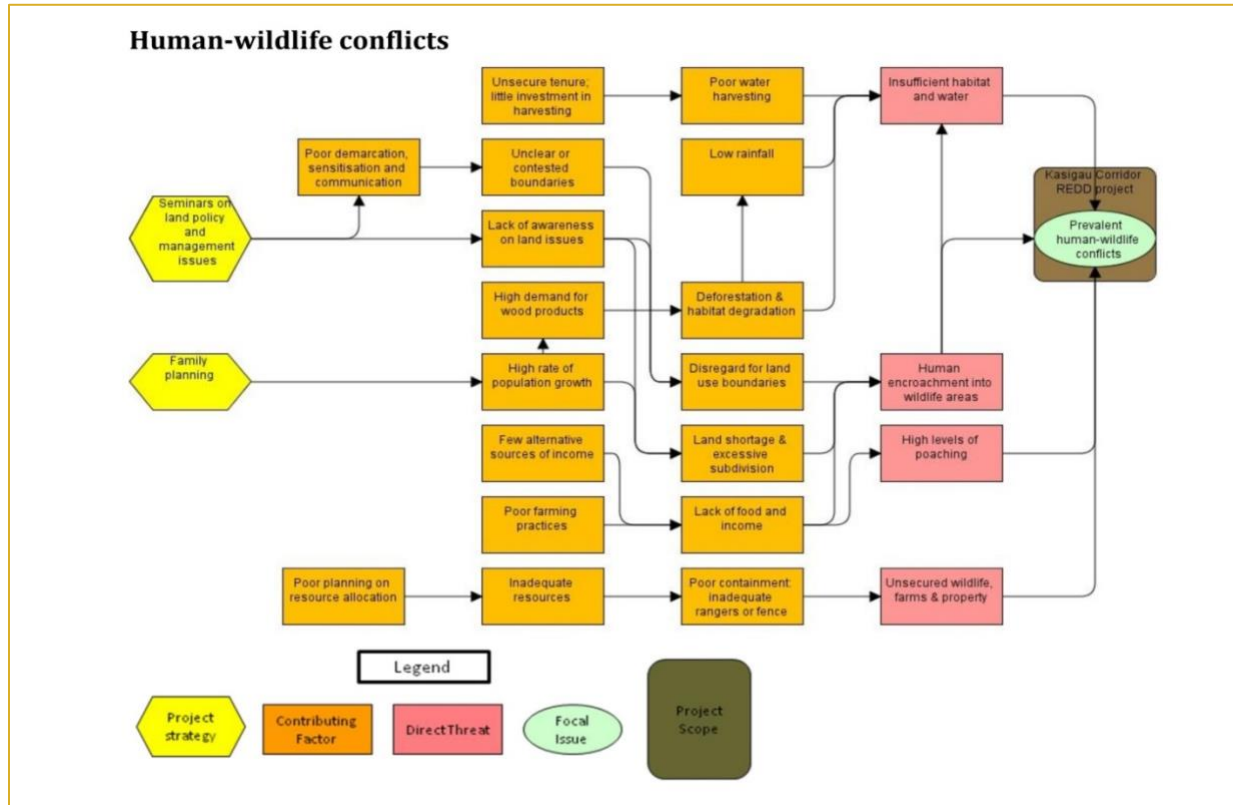 Human-wildlife conflicts
Unsecure tenure;
little investment in
harvesting
Poor water
harvesting
Insufficient habitat
and water
Poor demarcation,
sensitisation and
communication
Unclear or
contested
boundaries
Low rainfall
Kasigau Corridor
REDD project
Prevalent
human-wildlife
conflicts
Seminars on
land policy
and
management
issues
Lack of awareness
on land issues
High demand for
wood products
Deforestation &
habitat degradation
Family
planning
High rate of
population growth
Disregard for land
use boundaries
Human
encroachment into
wildlife areas
Few alternative
sources of income
Land shortage &
excessive
subdivision
High levels of
poaching
Poor farming
practices
Lack of food and
income
Poor planning on
resource allocation
Inadequate
resources
Poor containment:
inadequate
rangers or fence
Unsecured wildlife,
farms & property
Legend
Project
strategy
Contributing
Factor
DirectThreat
Focal
Issue
Project
Scope